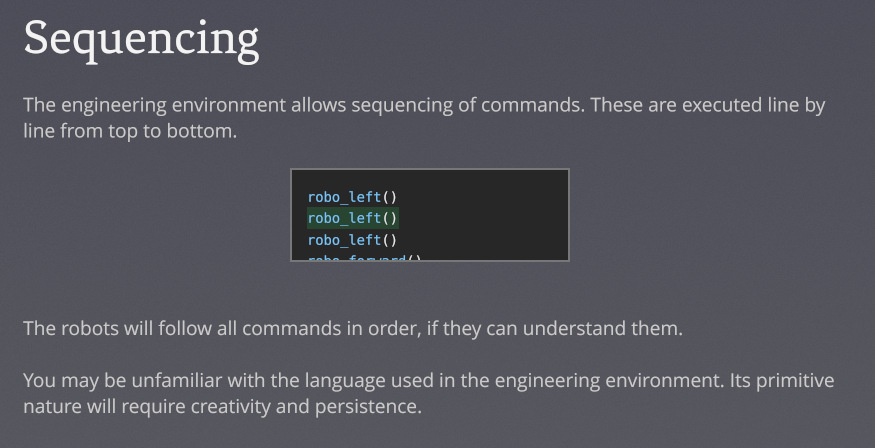 Sequencing
The engineering environment allows sequencing of commands. These are executed line by
line from top to bottom.
robo_left()
robo_left()
robo_left()
robo_forward()
The robots will follow all commands in order, if they can understand them.
You may be unfamiliar with the language used in the engineering environment. Its primitive
nature will require creativity and persistence.